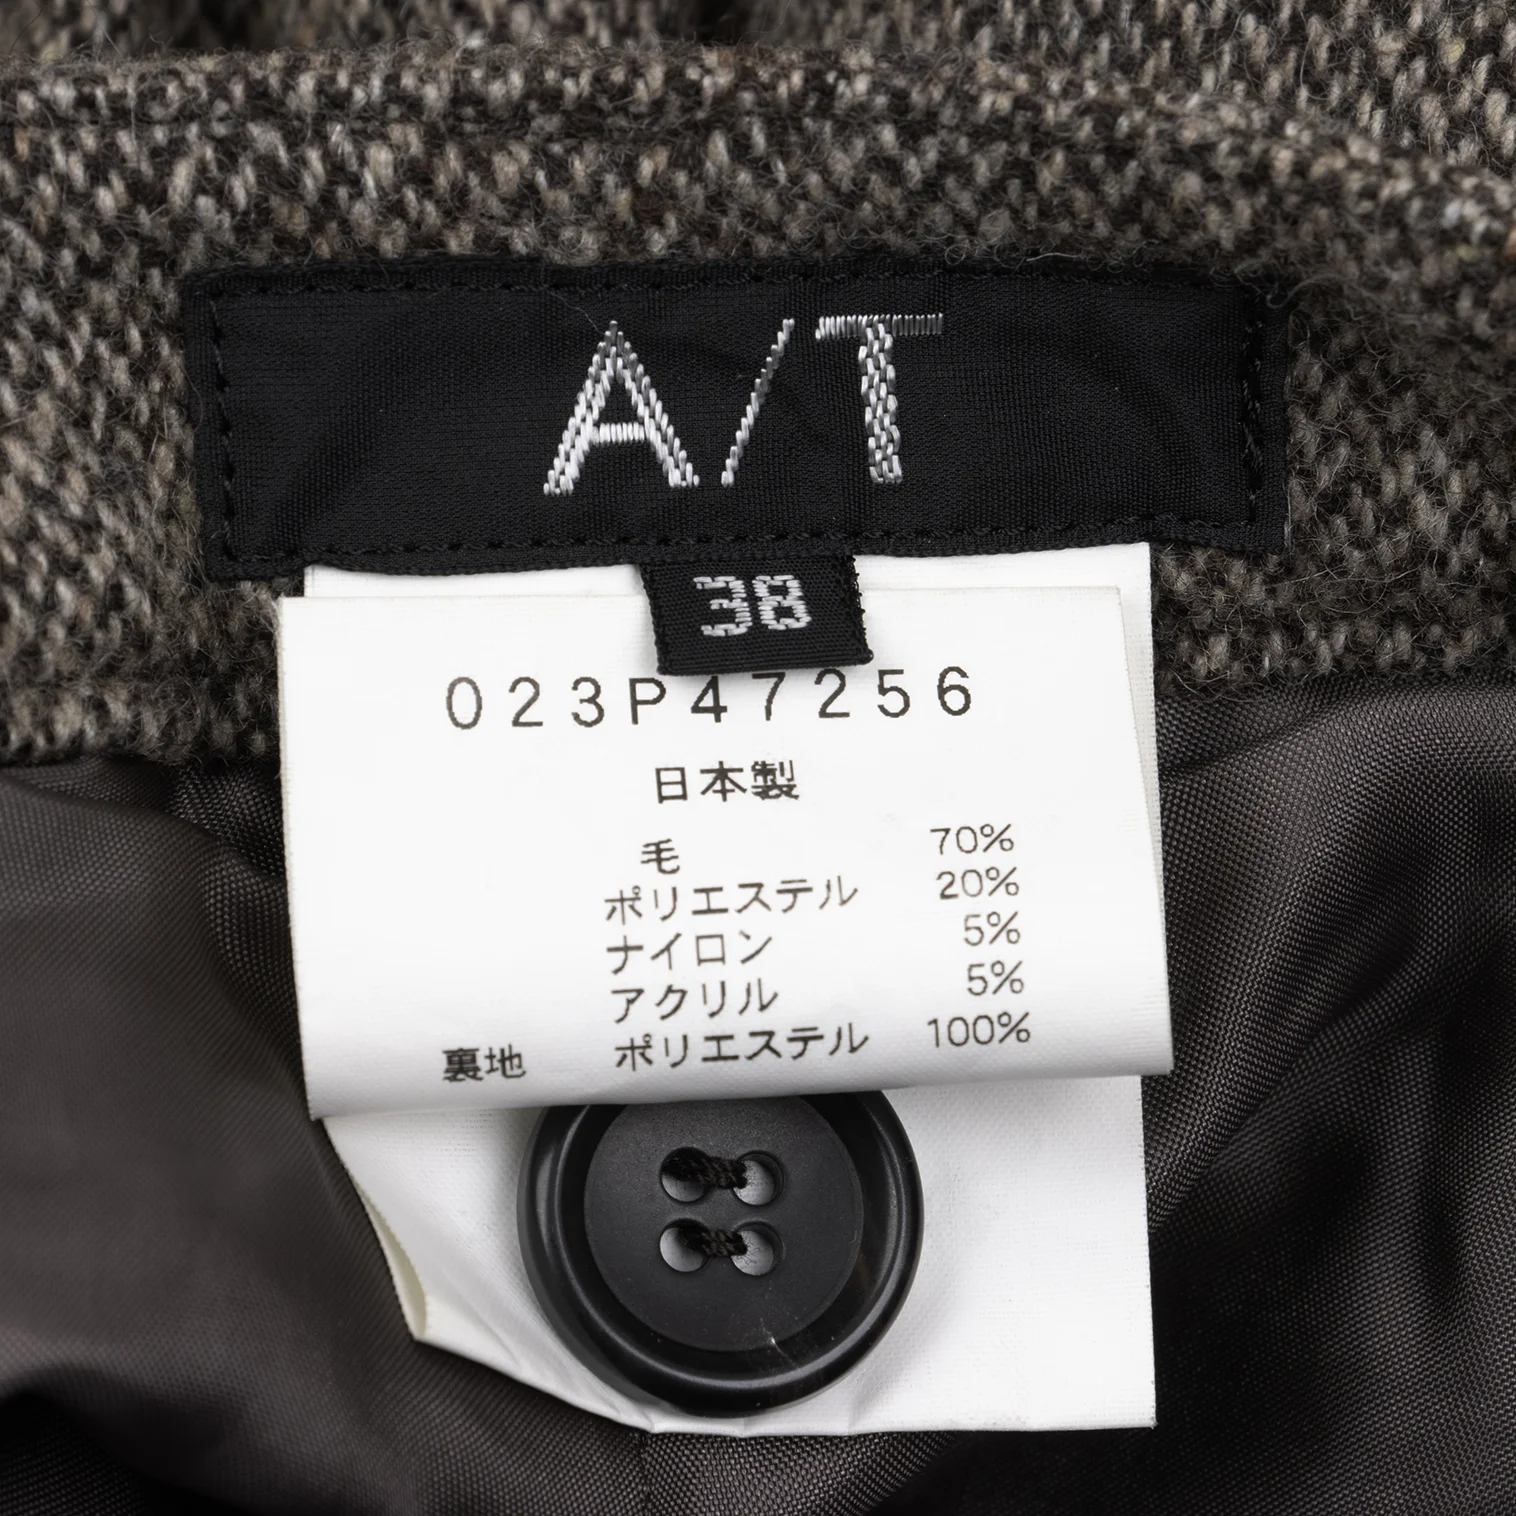 A/T
38
023P47256
日本製
毛 70%
ポリエステル 20%
ナイロン 5%
アクリル 5%
裏地 ポリエステル 100%